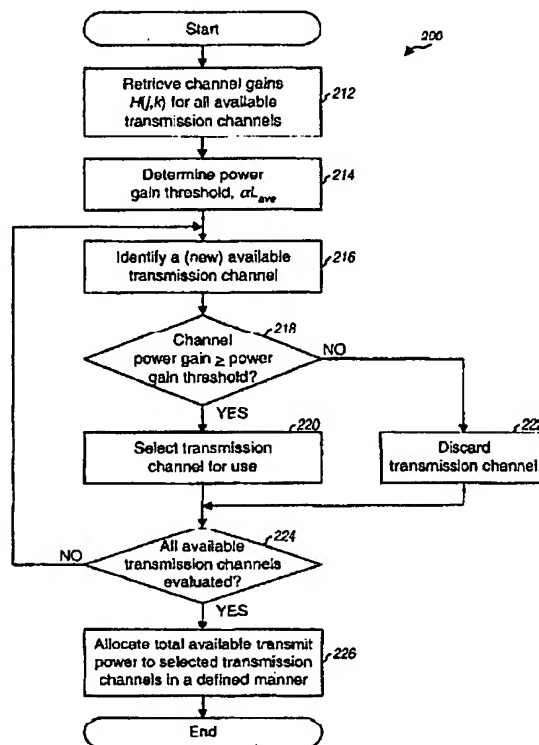 Start
200
Retrieve channel gains
H(j,k) for all available
transmission channels
212
Determine power
gain threshold, αL_ave
214
Identify a (new) available
transmission channel
216
218
Channel
power gain ≥ power
gain threshold?
NO
YES
220
Select transmission
channel for use
222
Discard
transmission channel
224
NO
All available
transmission channels
evaluated?
YES
Allocate total available transmit
power to selected transmission
channels in a defined manner
226
End